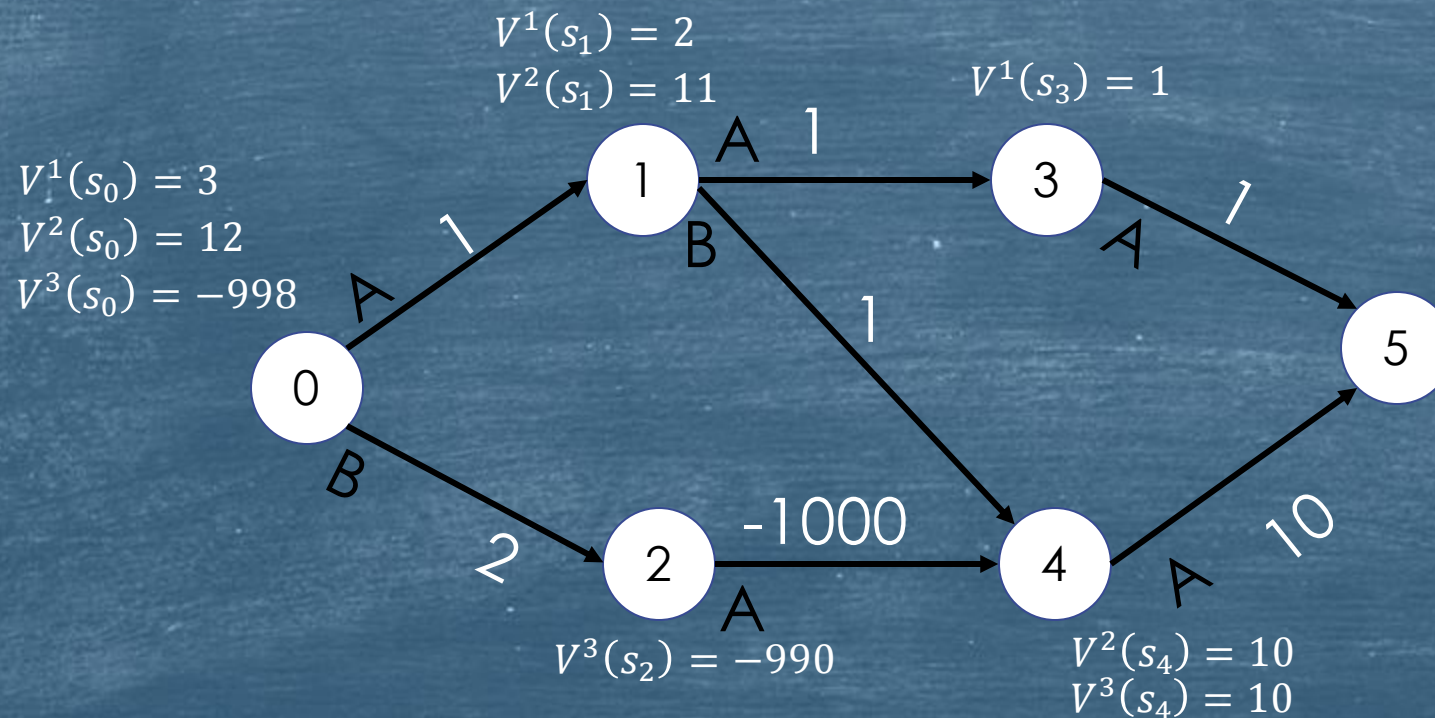 V¹(s₁) = 2
V²(s₁) = 11
V¹(s₃) = 1
V¹(s₀) = 3
V²(s₀) = 12
V³(s₀) = −998
A
1
1
3
1
A
B
1
A
1
0
5
B
2
2
-1000
A
4
10
A
V³(s₂) = −990
V²(s₄) = 10
V³(s₄) = 10